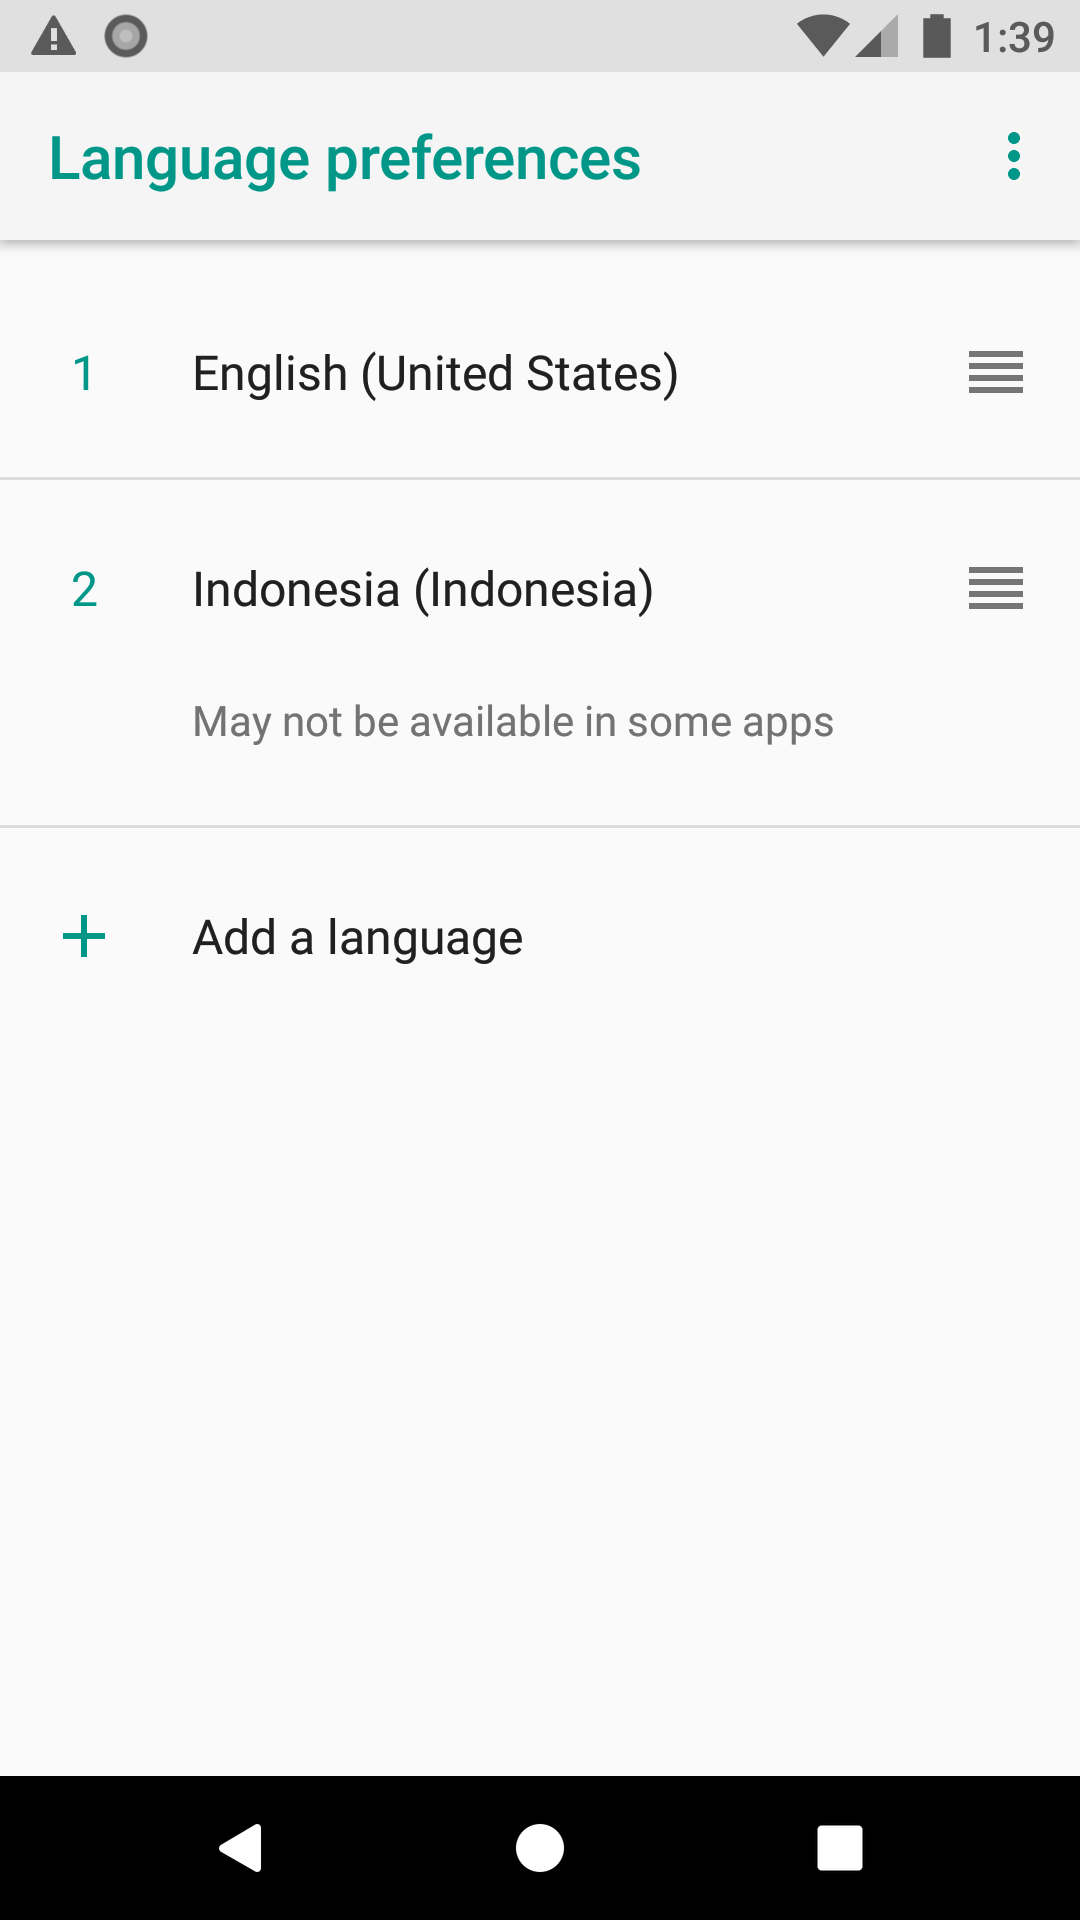 1:39
Language preferences
1 English (United States)
2 Indonesia (Indonesia)
May not be available in some apps
Add a language